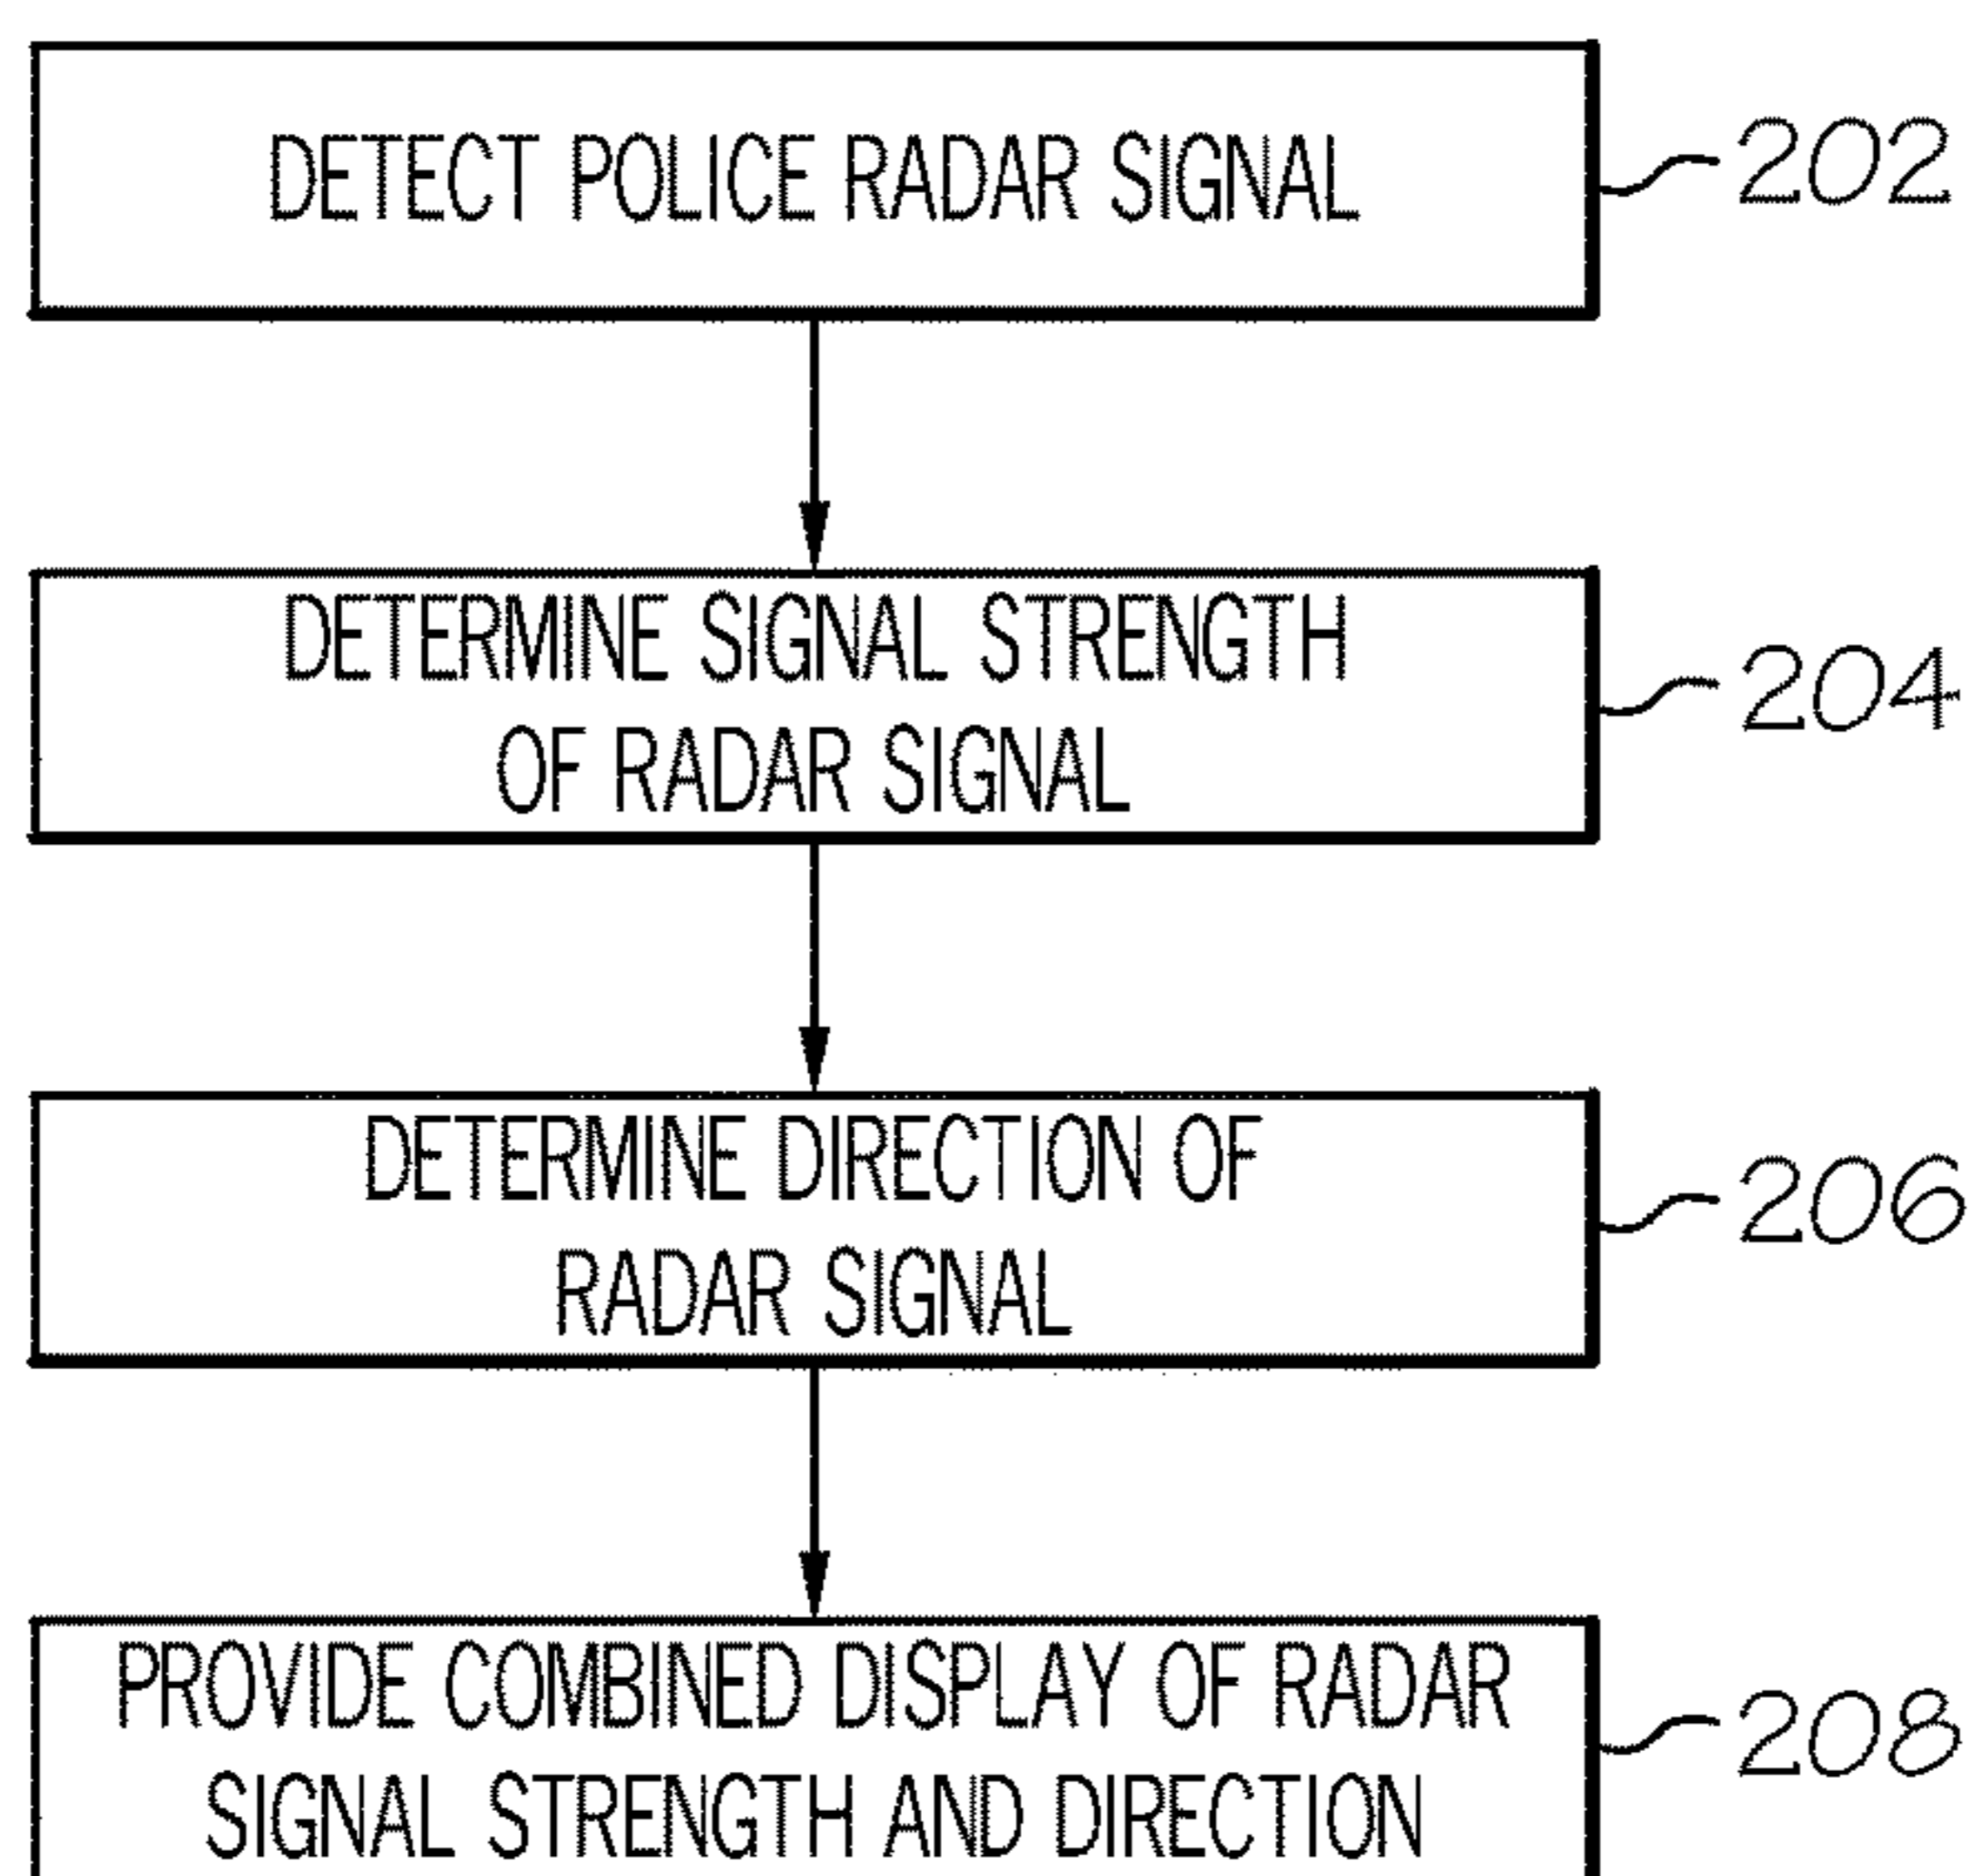 DETECT POLICE RADAR SIGNAL
202
DETERMINE SIGNAL STRENGTH
OF RADAR SIGNAL
204
DETERMINE DIRECTION OF
RADAR SIGNAL
206
PROVIDE COMBINED DISPLAY OF RADAR
SIGNAL STRENGTH AND DIRECTION
208